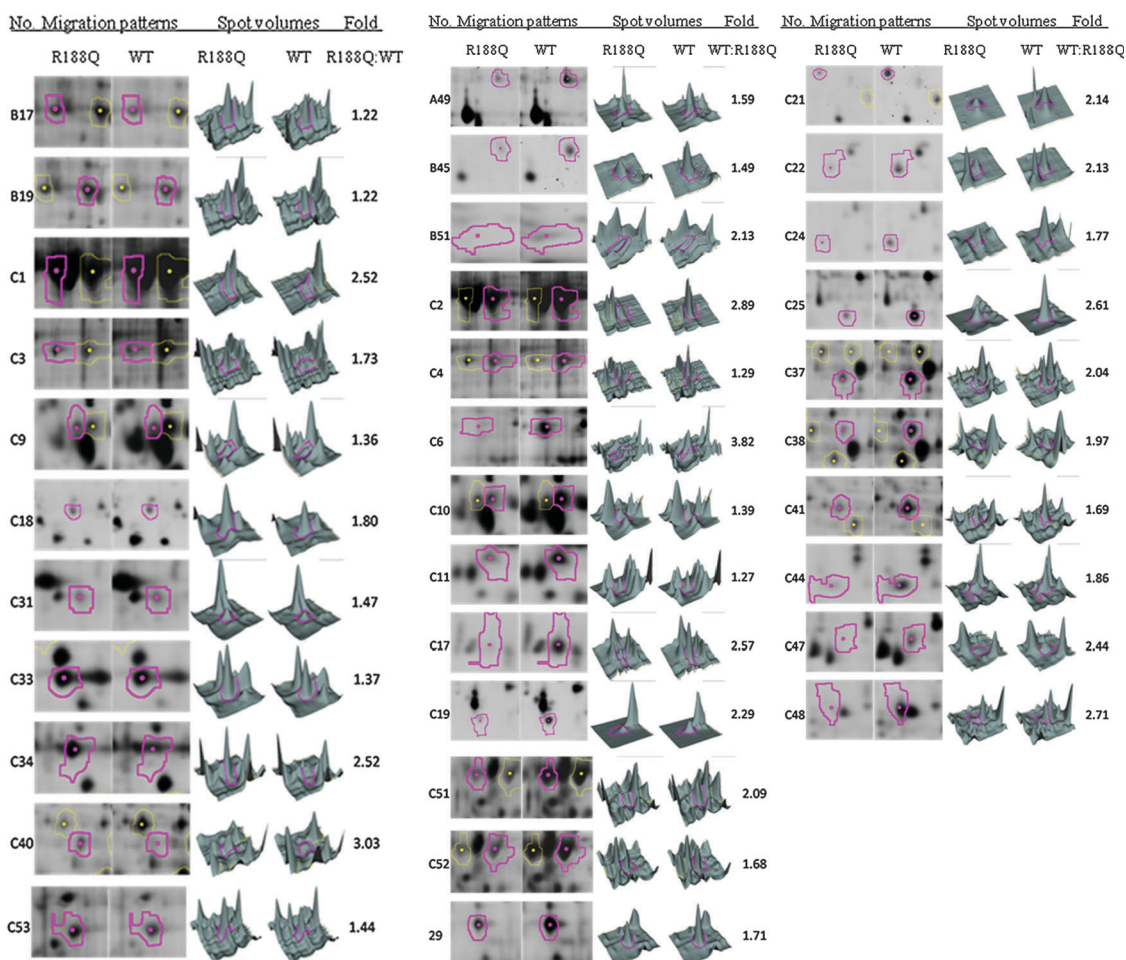 No. Migration patterns Spot volumes Fold
R188Q WT R188Q WT R188Q:WT
B17 1.22
B19 1.22
C1 2.52
C3 1.73
C9 1.36
C18 1.80
C31 1.47
C33 1.37
C34 2.52
C40 3.03
C53 1.44
No. Migration patterns Spot volumes Fold
R188Q WT R188Q WT WT:R188Q
A49 1.59
B45 1.49
B51 2.13
C2 2.89
C4 1.29
C6 3.82
C10 1.39
C11 1.27
C17 2.57
C19 2.29
C51 2.09
C52 1.68
29 1.71
No. Migration patterns Spot volumes Fold
R188Q WT R188Q WT WT:R188Q
C21 2.14
C22 2.13
C24 1.77
C25 2.61
C37 2.04
C38 1.97
C41 1.69
C44 1.86
C47 2.44
C48 2.71